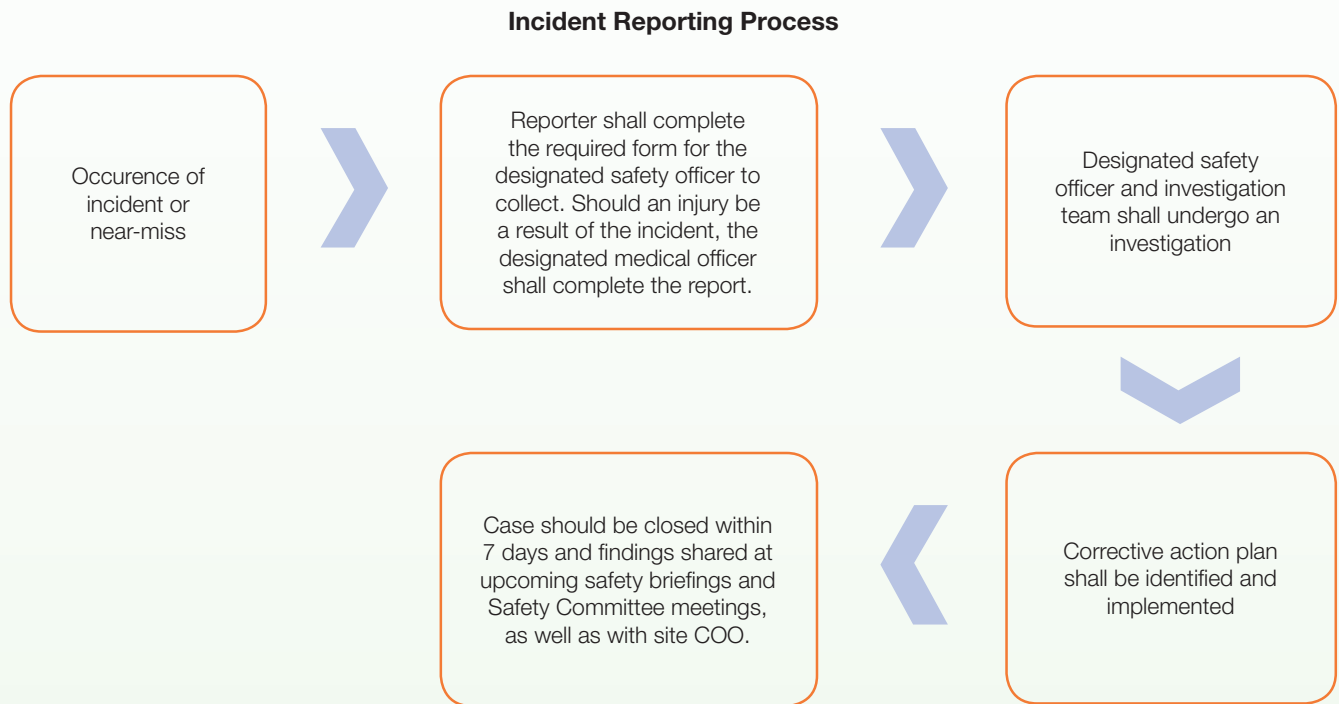 Incident Reporting Process
Occurence of
incident or
near-miss
Reporter shall complete
the required form for the
designated safety officer to
collect. Should an injury be
a result of the incident, the
designated medical officer
shall complete the report.
Designated safety
officer and investigation
team shall undergo an
investigation
Corrective action plan
shall be identified and
implemented
Case should be closed within
7 days and findings shared at
upcoming safety briefings and
Safety Committee meetings,
as well as with site COO.